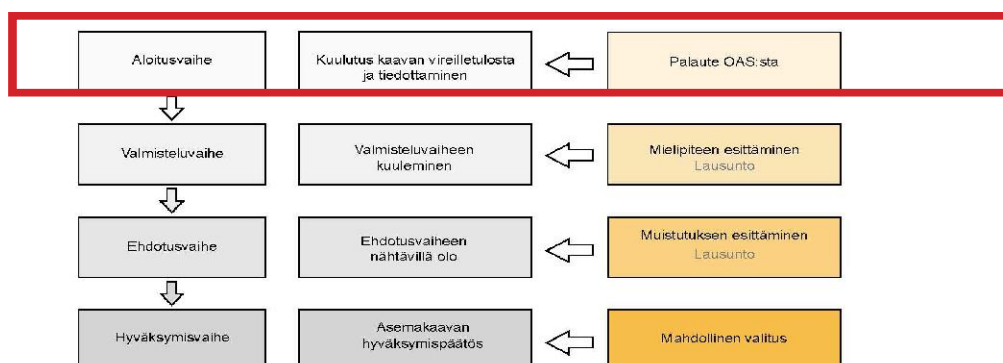 Aloitusvaihe
Kuulutus kaavan vireilletulosta
ja tiedottaminen
Palaute OAS:sta
Valmisteluvaihe
Valmisteluvaiheen
kuuleminen
Mielipiteen esittäminen
Lausunto
Ehdotusvaihe
Ehdotusvaiheen
nähtävillä olo
Muistutuksen esittäminen
Lausunto
Hyväksymisvaihe
Asemakaavan
hyväksymispäätös
Mahdollinen valitus